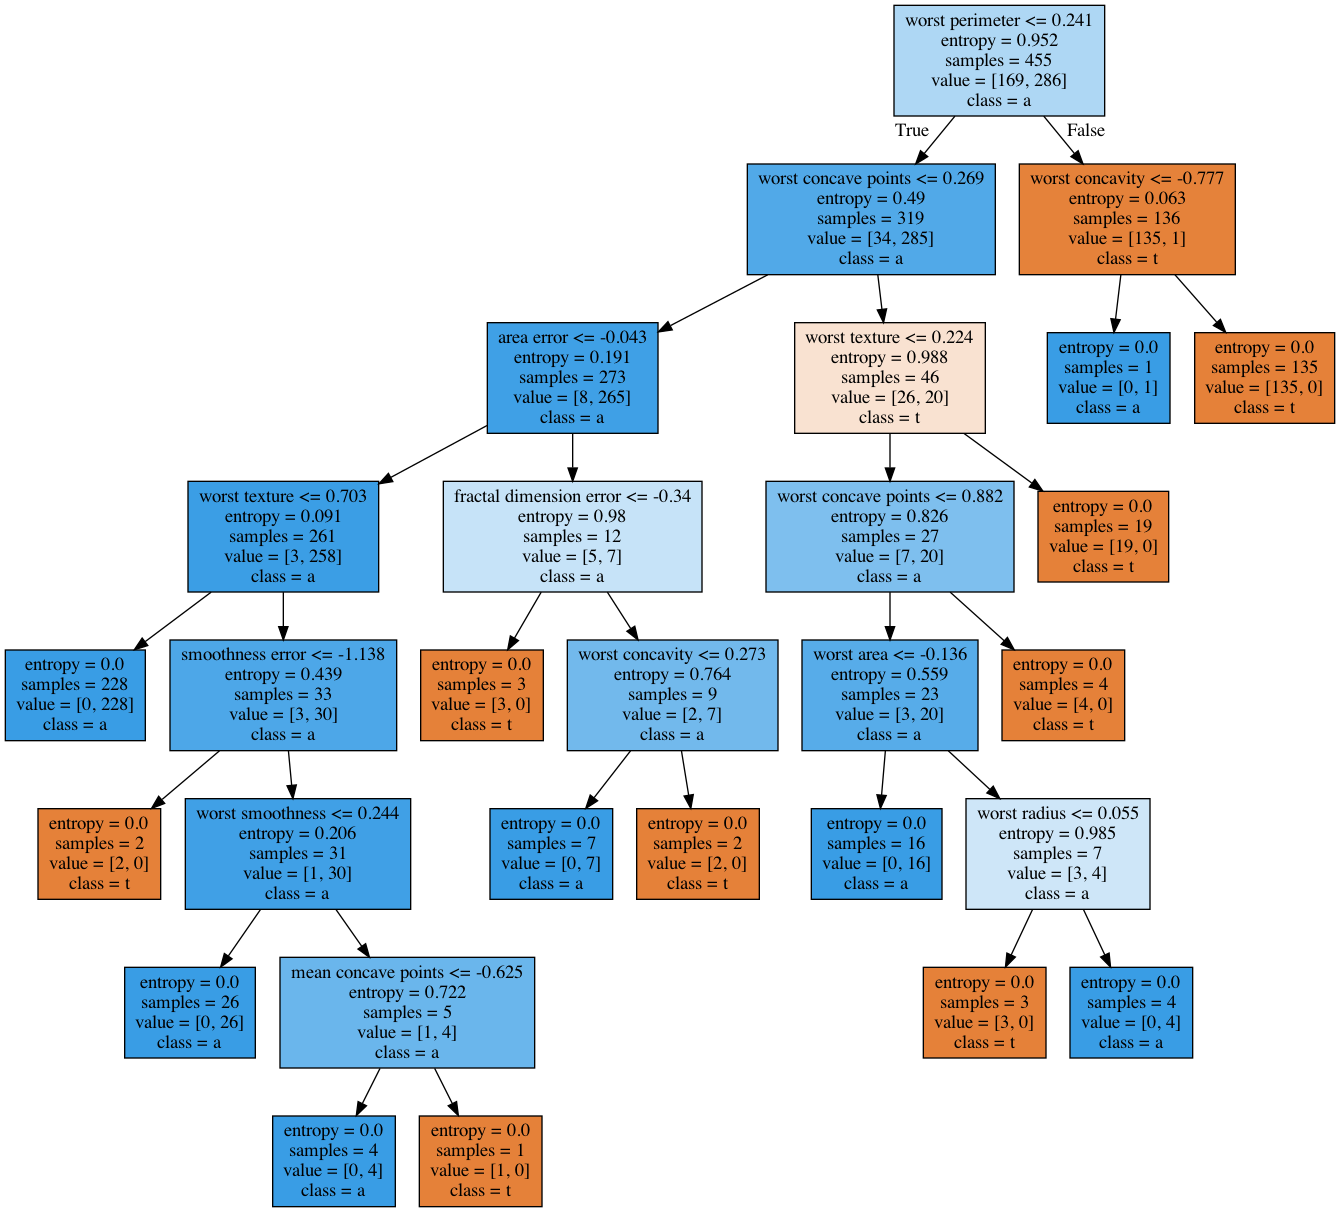 worst perimeter <= 0.241
entropy = 0.952
samples = 455
value = [169, 286]
class = a
True
False
worst concave points <= 0.269
entropy = 0.49
samples = 319
value = [34, 285]
class = a
worst concavity <= -0.777
entropy = 0.063
samples = 136
value = [135, 1]
class = t
area error <= -0.043
entropy = 0.191
samples = 273
value = [8, 265]
class = a
worst texture <= 0.224
entropy = 0.988
samples = 46
value = [26, 20]
class = t
entropy = 0.0
samples = 1
value = [0, 1]
class = a
entropy = 0.0
samples = 135
value = [135, 0]
class = t
worst texture <= 0.703
entropy = 0.091
samples = 261
value = [3, 258]
class = a
fractal dimension error <= -0.34
entropy = 0.98
samples = 12
value = [5, 7]
class = a
worst concave points <= 0.882
entropy = 0.826
samples = 27
value = [7, 20]
class = a
entropy = 0.0
samples = 19
value = [19, 0]
class = t
entropy = 0.0
samples = 228
value = [0, 228]
class = a
smoothness error <= -1.138
entropy = 0.439
samples = 33
value = [3, 30]
class = a
entropy = 0.0
samples = 3
value = [3, 0]
class = t
worst concavity <= 0.273
entropy = 0.764
samples = 9
value = [2, 7]
class = a
worst area <= -0.136
entropy = 0.559
samples = 23
value = [3, 20]
class = a
entropy = 0.0
samples = 4
value = [4, 0]
class = t
entropy = 0.0
samples = 2
value = [2, 0]
class = t
worst smoothness <= 0.244
entropy = 0.206
samples = 31
value = [1, 30]
class = a
entropy = 0.0
samples = 7
value = [0, 7]
class = a
entropy = 0.0
samples = 2
value = [2, 0]
class = t
entropy = 0.0
samples = 16
value = [0, 16]
class = a
worst radius <= 0.055
entropy = 0.985
samples = 7
value = [3, 4]
class = a
entropy = 0.0
samples = 26
value = [0, 26]
class = a
mean concave points <= -0.625
entropy = 0.722
samples = 5
value = [1, 4]
class = a
entropy = 0.0
samples = 3
value = [3, 0]
class = t
entropy = 0.0
samples = 4
value = [0, 4]
class = a
entropy = 0.0
samples = 4
value = [0, 4]
class = a
entropy = 0.0
samples = 1
value = [1, 0]
class = t